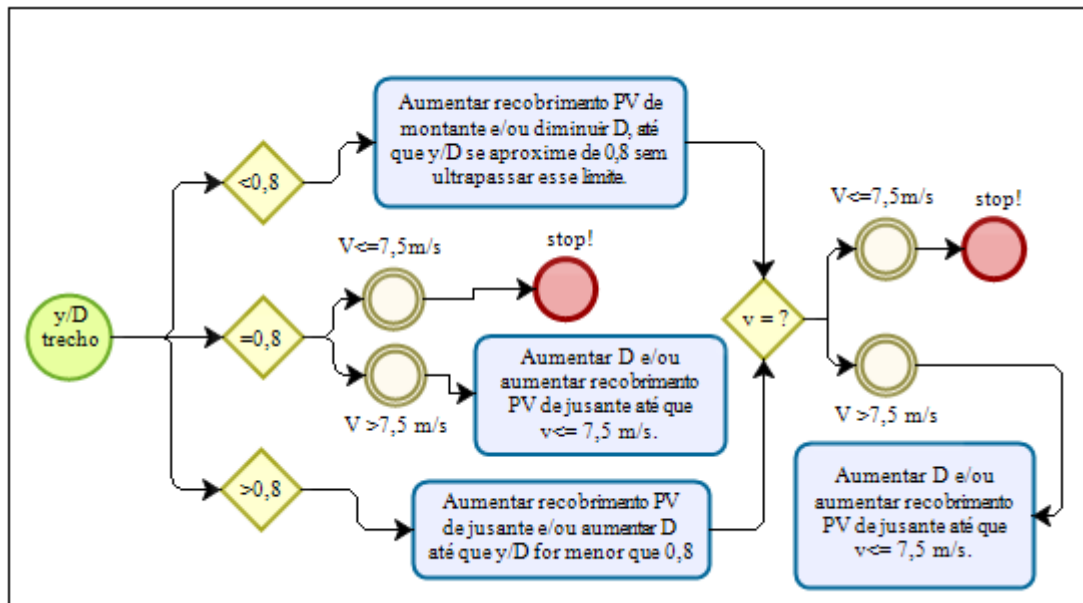 Aumentar recobrimento PV de
montante e/ou diminuir D, até
que y/D se aproxime de 0,8 sem
ultrapassar esse limite.
<0,8
V<=7,5m/s
stop!
V<=7,5m/s
stop!
y/D
trecho
=0,8
v = ?
Aumentar D e/ou
aumentar recobrimento
PV de jusante até que
v<= 7,5 m/s.
V >7,5 m/s
V >7,5 m/s
>0,8
Aumentar recobrimento PV
de jusante e/ou aumentar D
até que y/D for menor que 0,8
Aumentar D e/ou
aumentar recobrimento
PV de jusante até que
v<= 7,5 m/s.